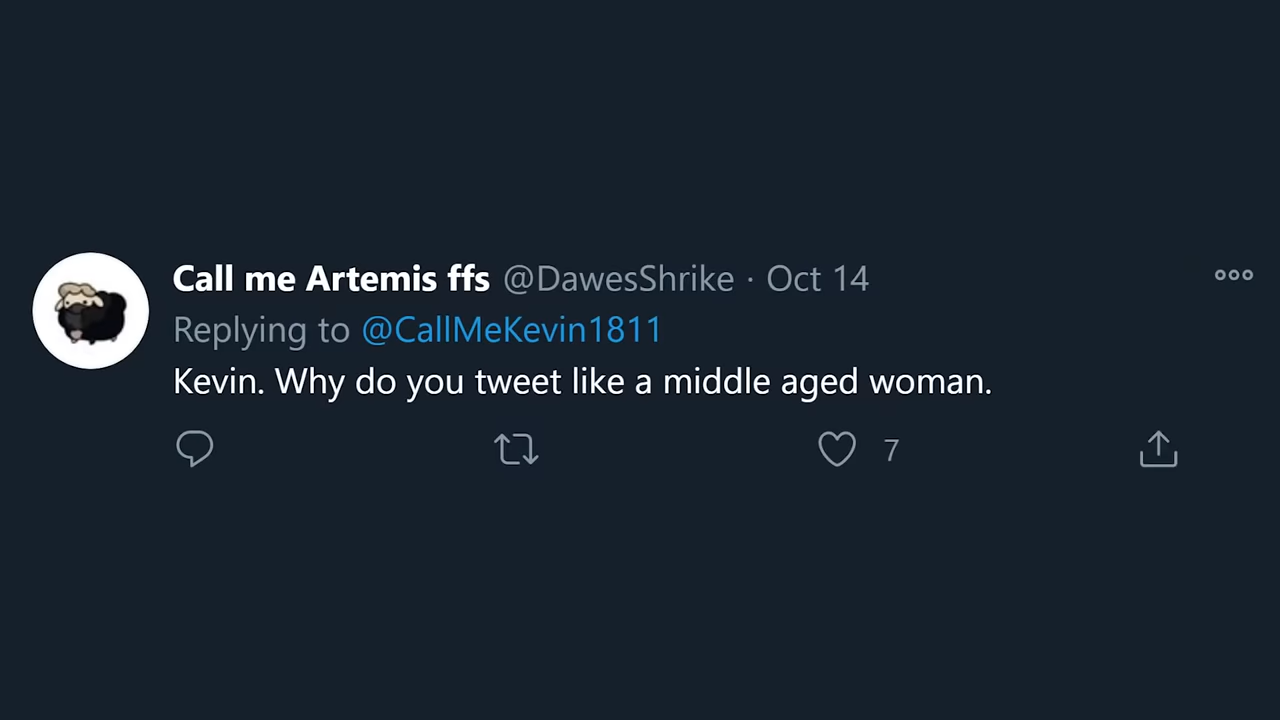 Call me Artemis ffs @DawesShrike · Oct 14
Replying to @CallMeKevin1811
Kevin. Why do you tweet like a middle aged woman.
7